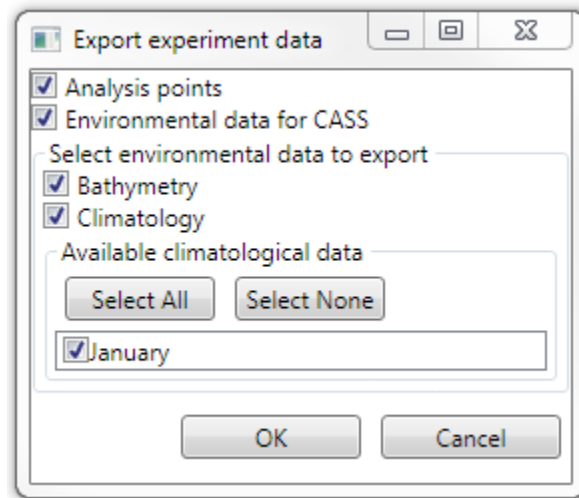 Export experiment data
Analysis points
Environmental data for CASS
Select environmental data to export
Bathymetry
Climatology
Available climatological data
Select All Select None
January
OK Cancel